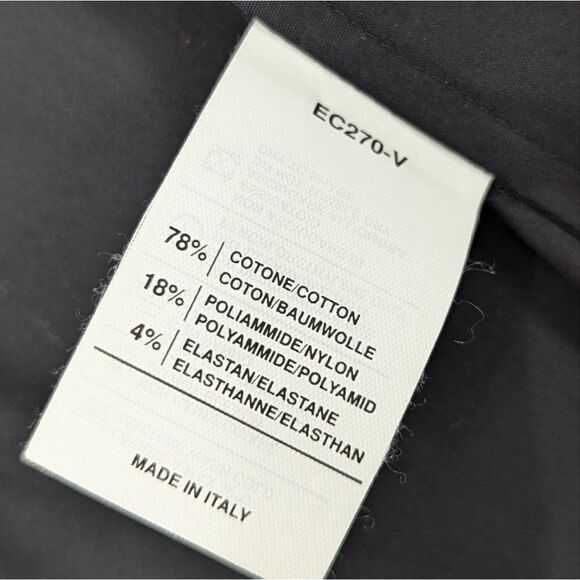 EC270-V
78% COTONE/COTTON
COTON/BAUMWOLLE
18% POLIAMMIDE/NYLON
POLYAMMIDE/POLYAMID
4% ELASTAN/ELASTANE
ELASTHANNE/ELASTHAN
MADE IN ITALY